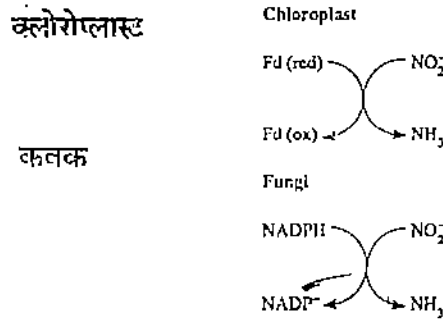 क्लोरोप्लास्ट
Chloroplast
Fd (red) NO₂⁻
Fd (ox) NH₃
कवक
Fungi
NADPH NO₂⁻
NADP⁻ NH₃